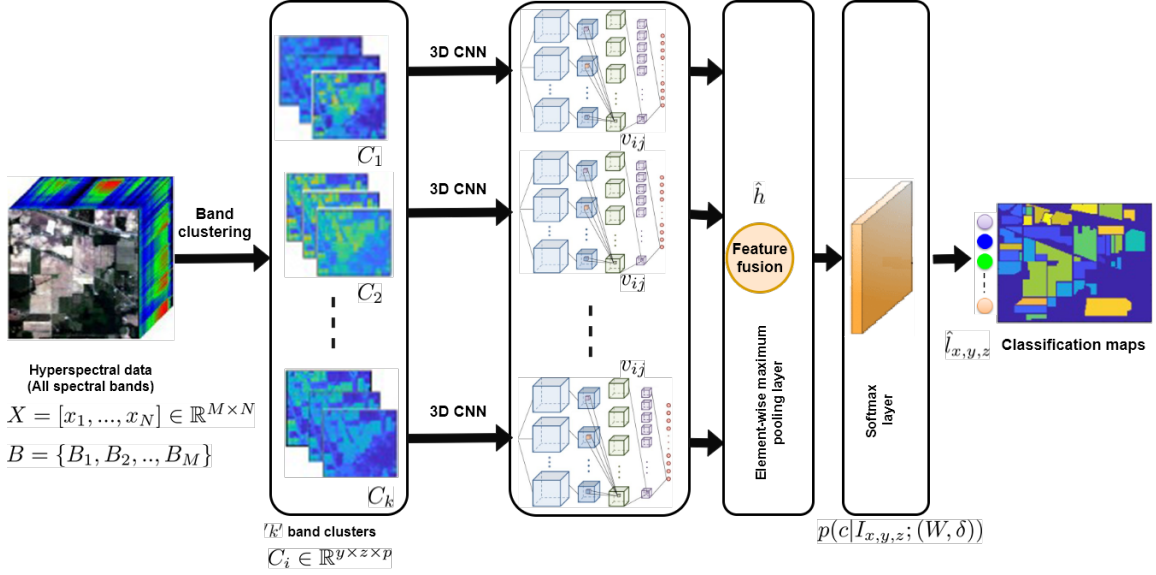 Hyperspectral data
(All spectral bands)
X = [x_1, ..., x_N] ∈ ℝ^{M×N}
B = {B_1, B_2, .., B_M}
Band
clustering
C_1
C_2
C_k
'k' band clusters
C_i ∈ ℝ^{y×z×p}
3D CNN
3D CNN
3D CNN
v_{ij}
v_{ij}
v_{ij}
ĥ
Feature
fusion
Element-wise maximum
pooling layer
Softmax
layer
p(c|I_{x,y,z}; (W, δ))
l̂_{x,y,z}
Classification maps